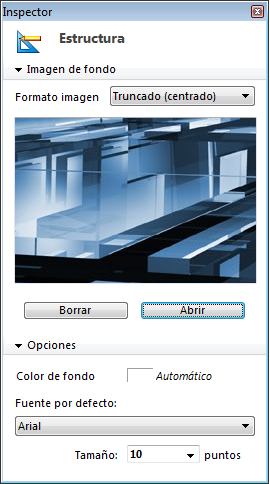 Inspector
Estructura
Imagen de fondo
Formato imagen Truncado (centrado)
Borrar Abrir
Opciones
Color de fondo Automático
Fuente por defecto:
Arial
Tamaño: 10 puntos